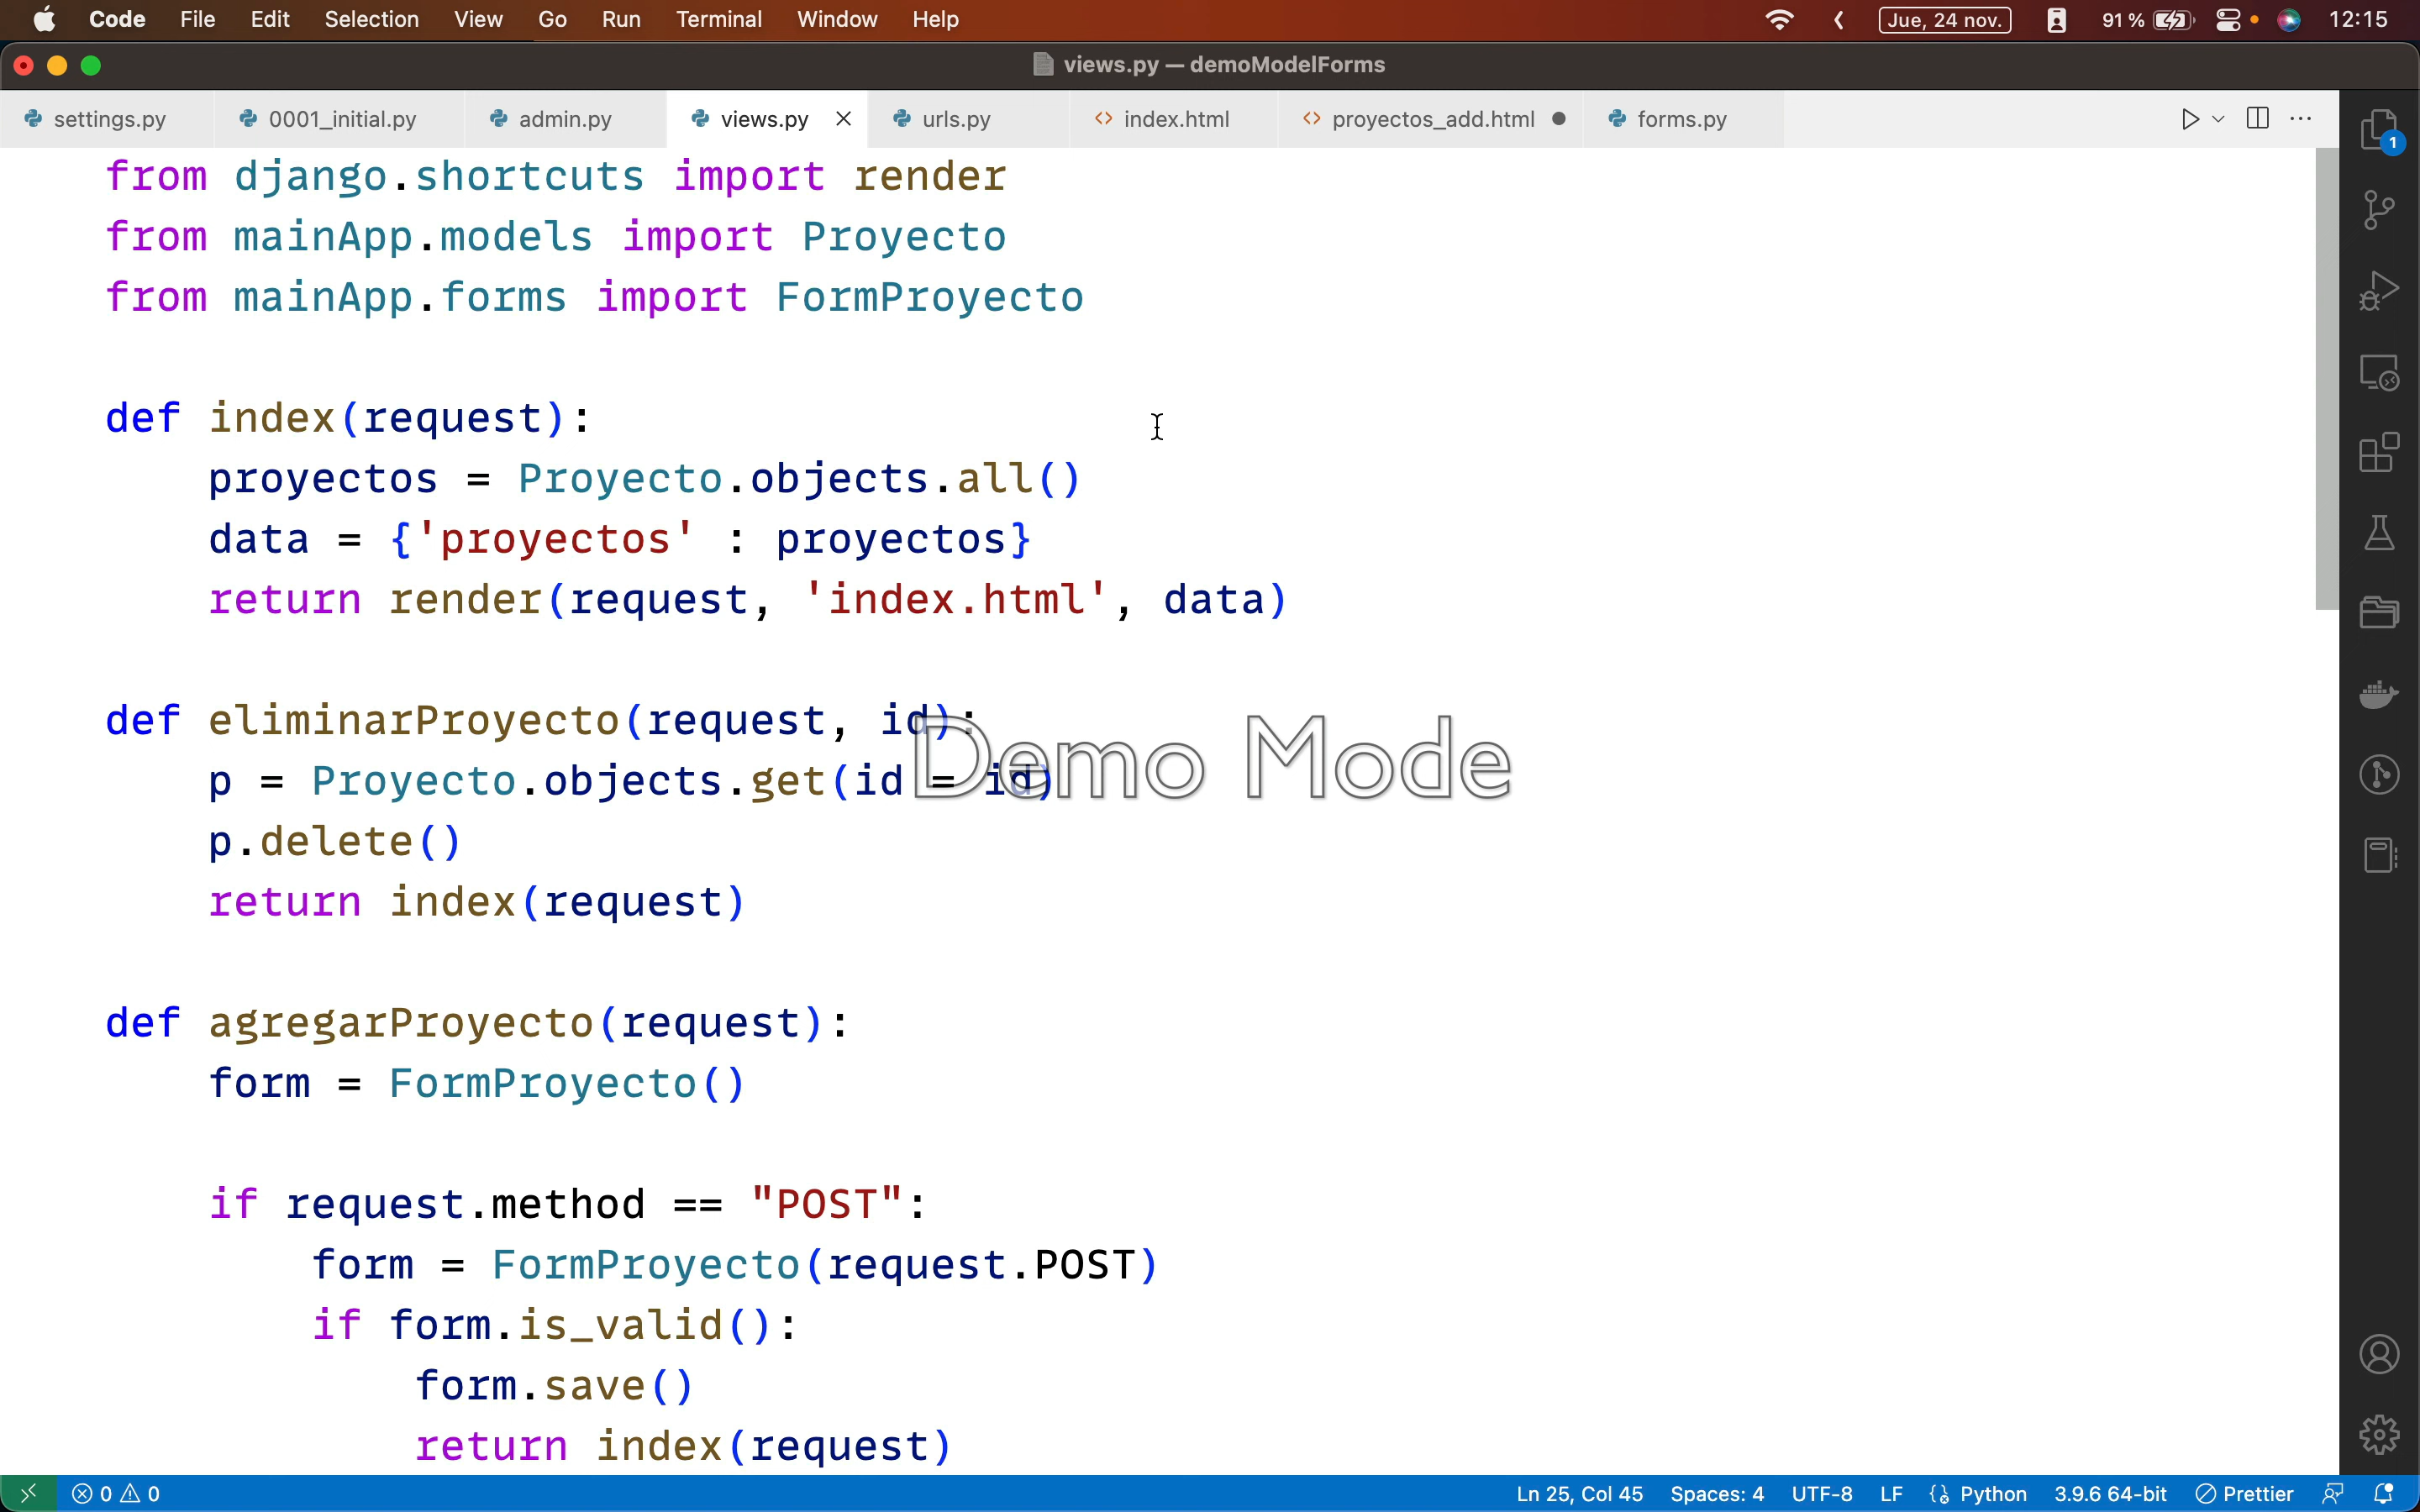 Code File Edit Selection View Go Run Terminal Window Help Jue, 24 nov. 91 % 12:15
views.py — demoModelForms
settings.py 0001_initial.py admin.py views.py urls.py index.html proyectos_add.html forms.py
1
from django.shortcuts import render
from mainApp.models import Proyecto
from mainApp.forms import FormProyecto
def index(request):
    proyectos = Proyecto.objects.all()
    data = {'proyectos' : proyectos}
    return render(request, 'index.html', data)
def eliminarProyecto(request, id):
    p = Proyecto.objects.get(id = id)
Demo Mode
    p.delete()
    return index(request)
def agregarProyecto(request):
    form = FormProyecto()
    if request.method == "POST":
        form = FormProyecto(request.POST)
        if form.is_valid():
            form.save()
            return index(request)
0 0 Ln 25, Col 45 Spaces: 4 UTF-8 LF Python 3.9.6 64-bit Prettier